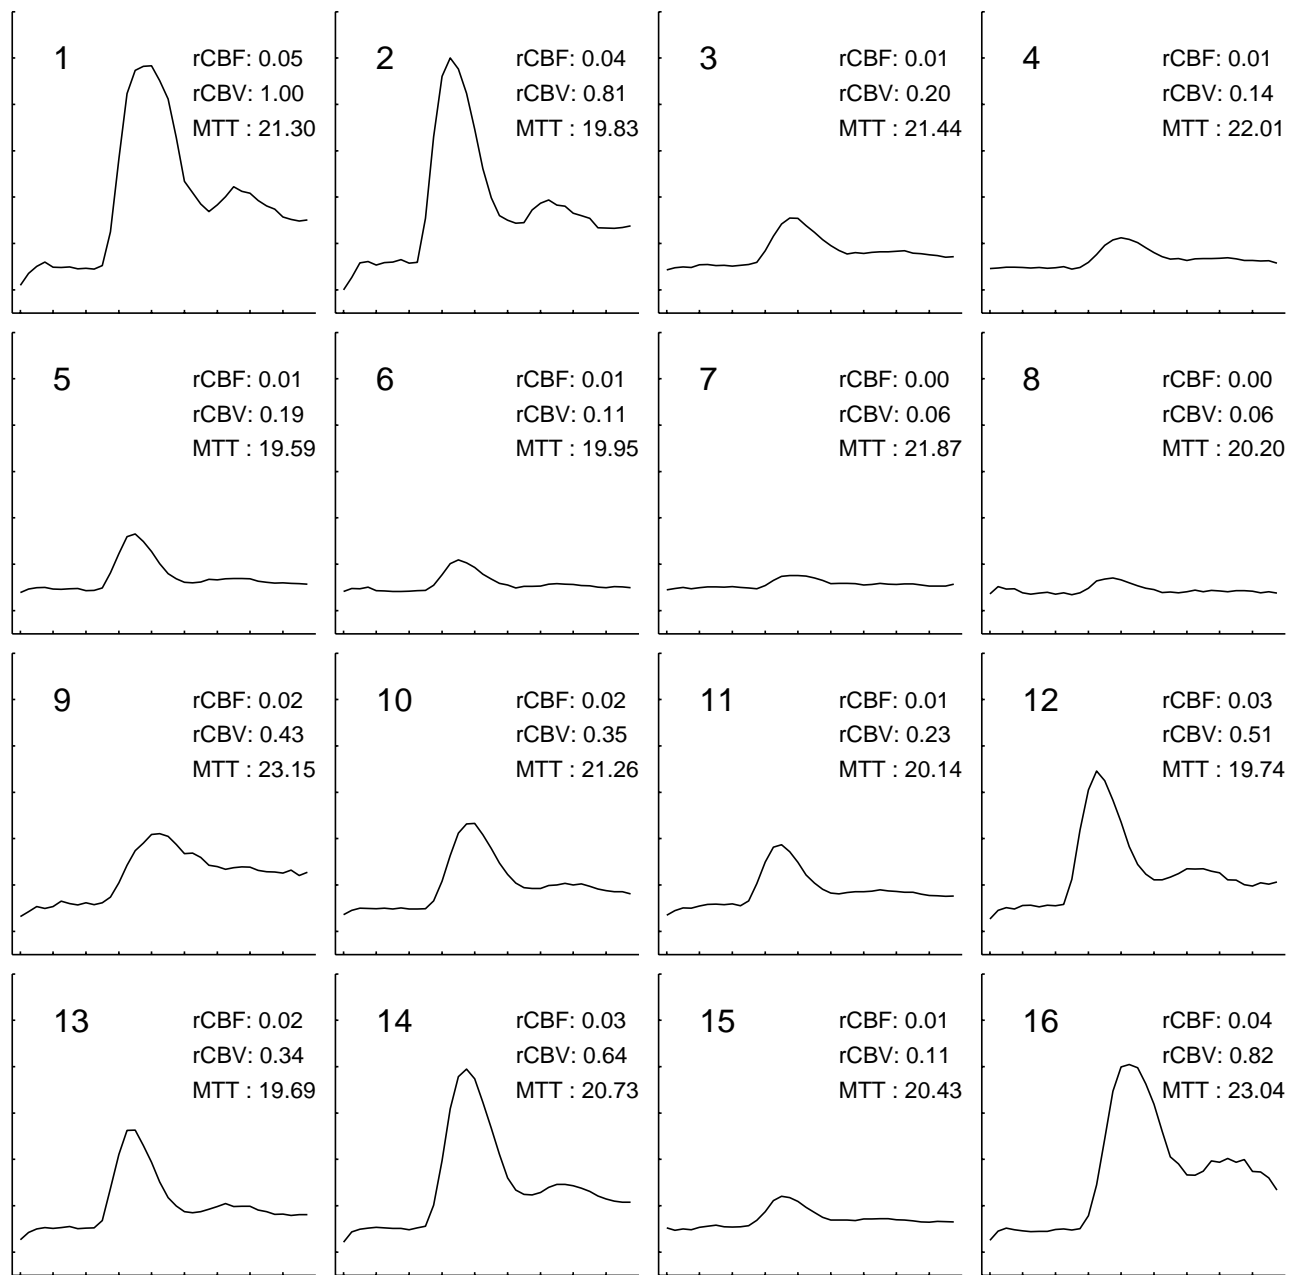 1
rCBF: 0.05
rCBV: 1.00
MTT : 21.30
2
rCBF: 0.04
rCBV: 0.81
MTT : 19.83
3
rCBF: 0.01
rCBV: 0.20
MTT : 21.44
4
rCBF: 0.01
rCBV: 0.14
MTT : 22.01
5
rCBF: 0.01
rCBV: 0.19
MTT : 19.59
6
rCBF: 0.01
rCBV: 0.11
MTT : 19.95
7
rCBF: 0.00
rCBV: 0.06
MTT : 21.87
8
rCBF: 0.00
rCBV: 0.06
MTT : 20.20
9
rCBF: 0.02
rCBV: 0.43
MTT : 23.15
10
rCBF: 0.02
rCBV: 0.35
MTT : 21.26
11
rCBF: 0.01
rCBV: 0.23
MTT : 20.14
12
rCBF: 0.03
rCBV: 0.51
MTT : 19.74
13
rCBF: 0.02
rCBV: 0.34
MTT : 19.69
14
rCBF: 0.03
rCBV: 0.64
MTT : 20.73
15
rCBF: 0.01
rCBV: 0.11
MTT : 20.43
16
rCBF: 0.04
rCBV: 0.82
MTT : 23.04